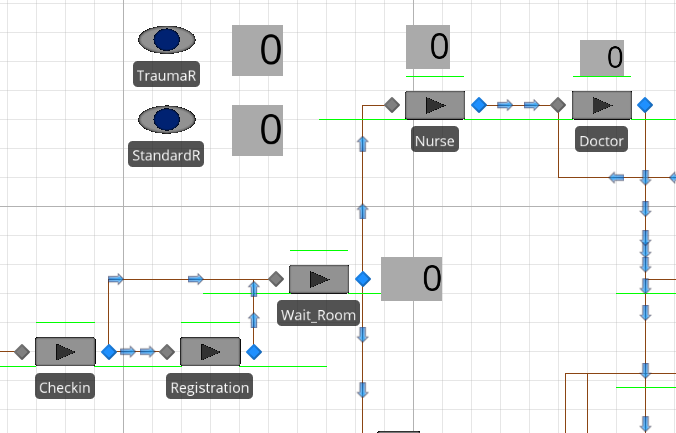 0
TraumaR
0
StandardR
0
Nurse
0
Doctor
0
Wait_Room
Checkin
Registration